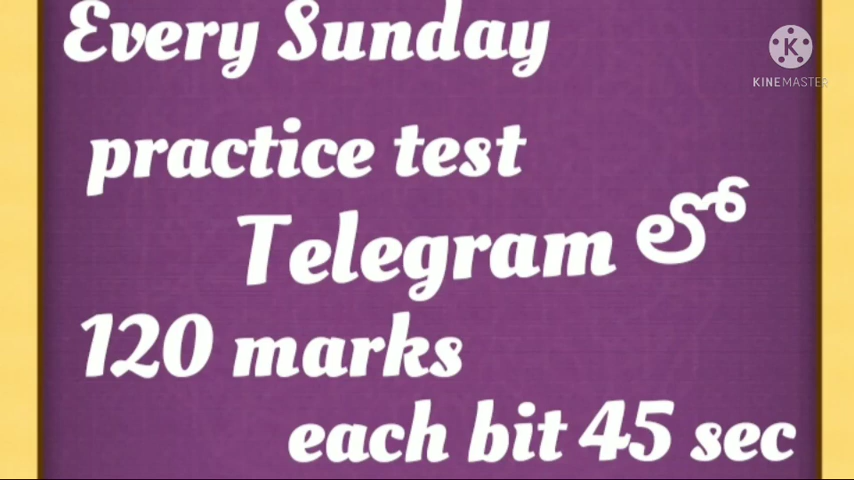 Every Sunday
KINEMASTER
practice test
Telegram లో
120 marks
each bit 45 sec